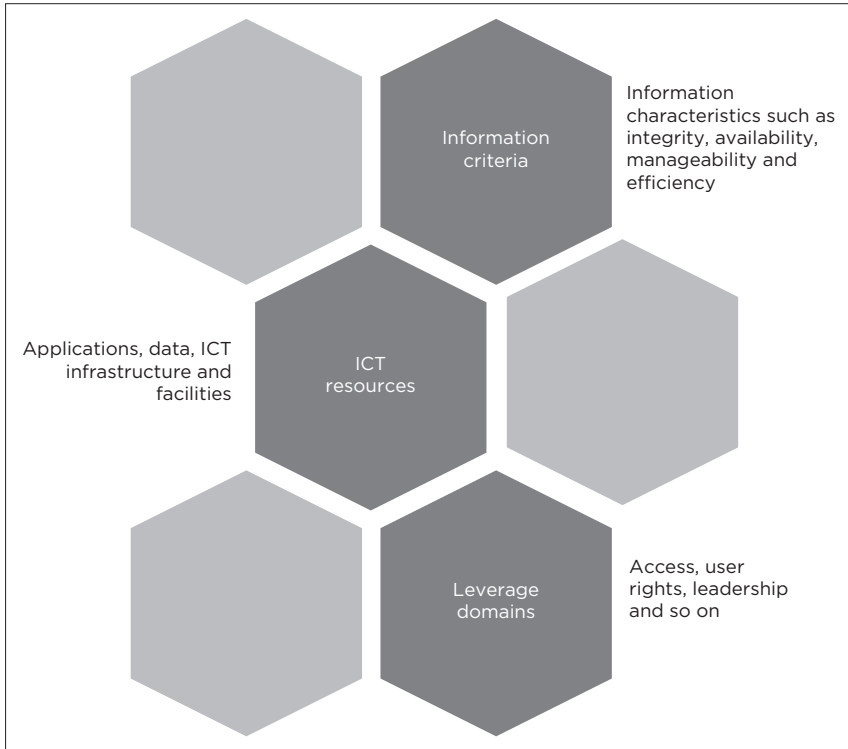 Information
criteria
Information
characteristics such as
integrity, availability,
manageability and
efficiency
Applications, data, ICT
infrastructure and
facilities
ICT
resources
Leverage
domains
Access, user
rights, leadership
and so on